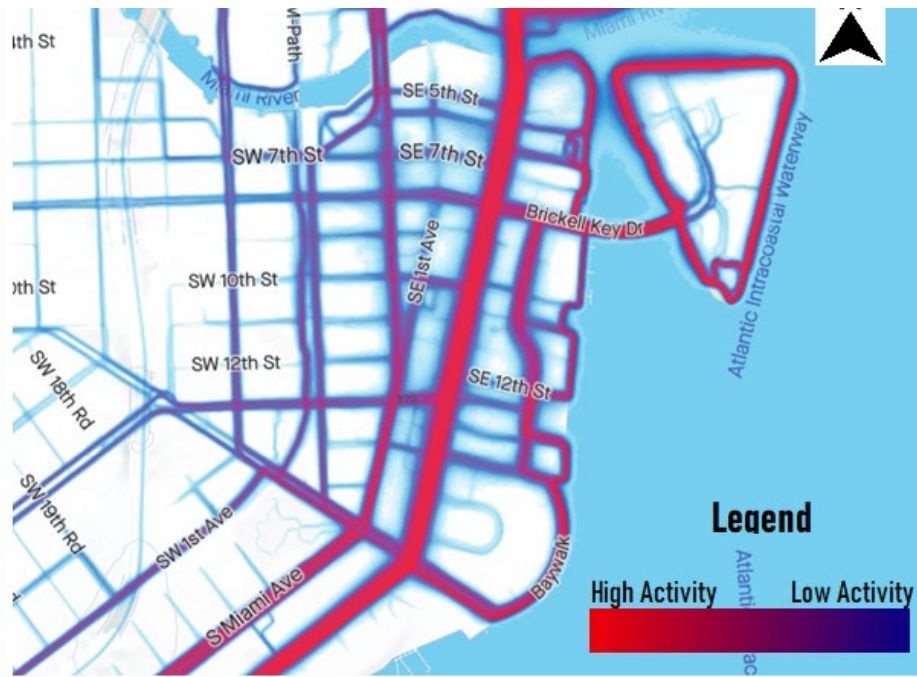 Miami River
4th St
M-Path
Miami River
SE 5th St
SW 7th St
SE 7th St
Brickell Key Dr
SE 1st Ave
Atlantic Intracoastal Waterway
SW 10th St
0th St
SW 12th St
SE 12th St
SW 18th Rd
SW 19th Rd
SW 1st Ave
S Miami Ave
Baywalk
Legend
High Activity
Low Activity